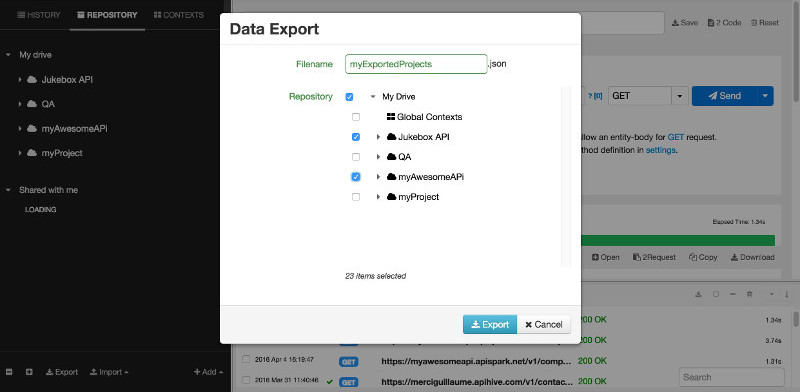 HISTORY REPOSITORY CONTEXTS
My drive
Jukebox API
QA
myAwesomeAPI
myProject
Shared with me
LOADING
Export Import Add
Data Export
Filename myExportedProjects .json
Repository My Drive
Global Contexts
Jukebox API
QA
myAwesomeAPi
myProject
23 items selected
Export Cancel
Save 2 Code Reset
? [0] GET Send
llow an entity-body for GET request.
hod definition in settings.
Elapsed Time: 1.34s
Open 2Request Copy Download
200 OK 1.34s
200 OK 3.74s
2016 Apr 4 16:19:47 GET https://myawesomeapi.apispark.net/v1/comp... 200 OK 1.31s
2016 Mar 31 11:40:46 GET https://merciguillaume.apihive.com/v1/contac... 200 OK
Search